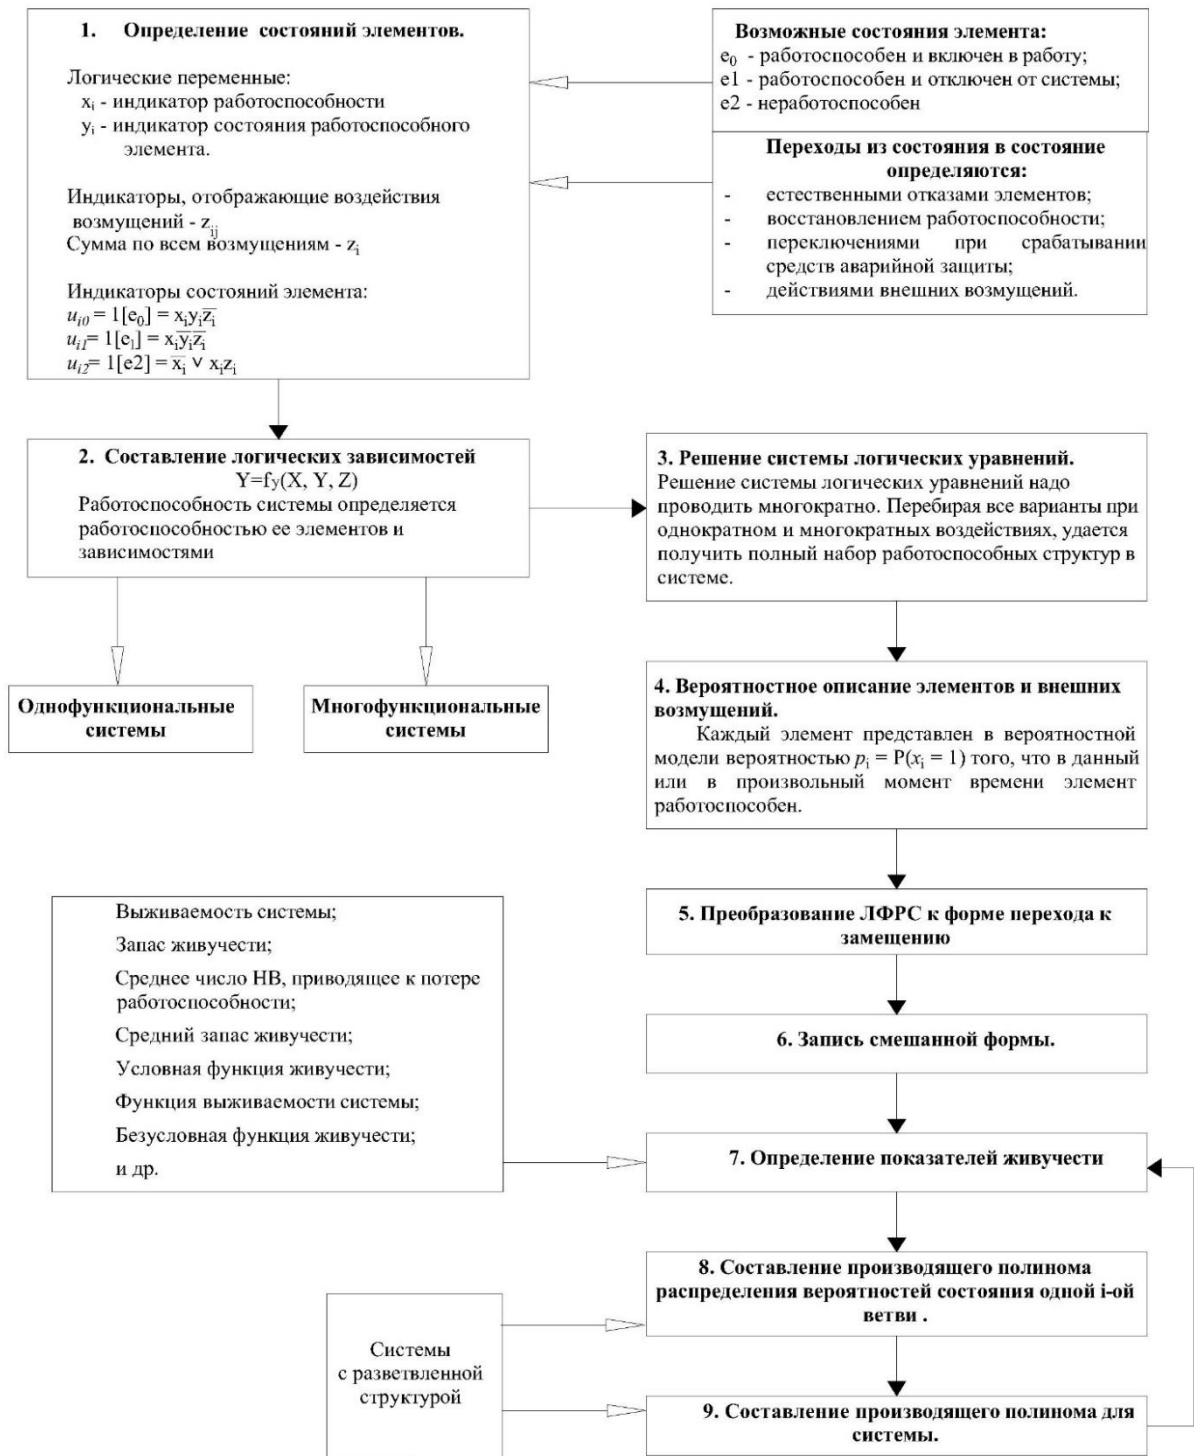 1. Определение состояний элементов.
Логические переменные:
xᵢ - индикатор работоспособности
yᵢ - индикатор состояния работоспособного
элемента.
Индикаторы, отображающие воздействия
возмущений - z_ij
Сумма по всем возмущениям - zᵢ
Индикаторы состояний элемента:
u_i0 = 1[e₀] = xᵢyᵢz̅ᵢ
u_i1= 1[e₁] = xᵢy̅ᵢz̅ᵢ
u_i2= 1[e2] = x̅ᵢ ∨ xᵢzᵢ
Возможные состояния элемента:
e₀ - работоспособен и включен в работу;
e1 - работоспособен и отключен от системы;
e2 - неработоспособен
Переходы из состояния в состояние
определяются:
- естественными отказами элементов;
- восстановлением работоспособности;
- переключениями при срабатывании
средств аварийной защиты;
- действиями внешних возмущений.
2. Составление логических зависимостей
Y=f_y(X, Y, Z)
Работоспособность системы определяется
работоспособностью ее элементов и
зависимостями
3. Решение системы логических уравнений.
Решение системы логических уравнений надо
проводить многократно. Перебирая все варианты при
однократном и многократных воздействиях, удается
получить полный набор работоспособных структур в
системе.
Однофункциональные
системы
Многофункциональные
системы
4. Вероятностное описание элементов и внешних
возмущений.
Каждый элемент представлен в вероятностной
модели вероятностью pᵢ = P(xᵢ = 1) того, что в данный
или в произвольный момент времени элемент
работоспособен.
5. Преобразование ЛФРС к форме перехода к
замещению
6. Запись смешанной формы.
Выживаемость системы;
Запас живучести;
Среднее число НВ, приводящее к потере
работоспособности;
Средний запас живучести;
Условная функция живучести;
Функция выживаемости системы;
Безусловная функция живучести;
и др.
7. Определение показателей живучести
8. Составление производящего полинома
распределения вероятностей состояния одной i-ой
ветви .
Системы
с разветвленной
структурой
9. Составление производящего полинома для
системы.